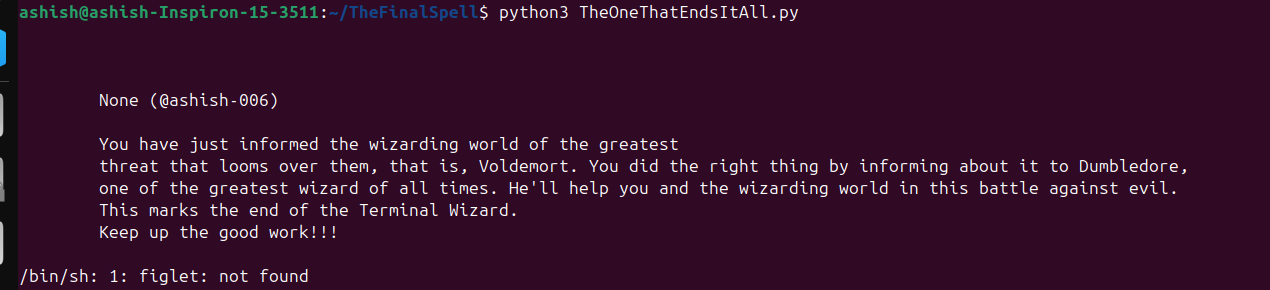 ashish@ashish-Inspiron-15-3511:~/TheFinalSpell$ python3 TheOneThatEndsItAll.py
None (@ashish-006)
You have just informed the wizarding world of the greatest
threat that looms over them, that is, Voldemort. You did the right thing by informing about it to Dumbledore,
one of the greatest wizard of all times. He'll help you and the wizarding world in this battle against evil.
This marks the end of the Terminal Wizard.
Keep up the good work!!!
/bin/sh: 1: figlet: not found